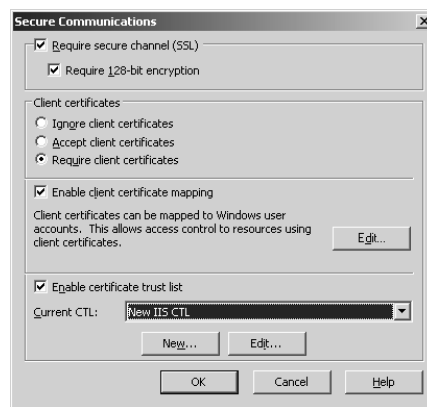 Secure Communications
Require secure channel (SSL)
Require 128-bit encryption
Client certificates
Ignore client certificates
Accept client certificates
Require client certificates
Enable client certificate mapping
Client certificates can be mapped to Windows user
accounts. This allows access control to resources using
client certificates.
Edit...
Enable certificate trust list
Current CTL: New IIS CTL
New... Edit...
OK Cancel Help